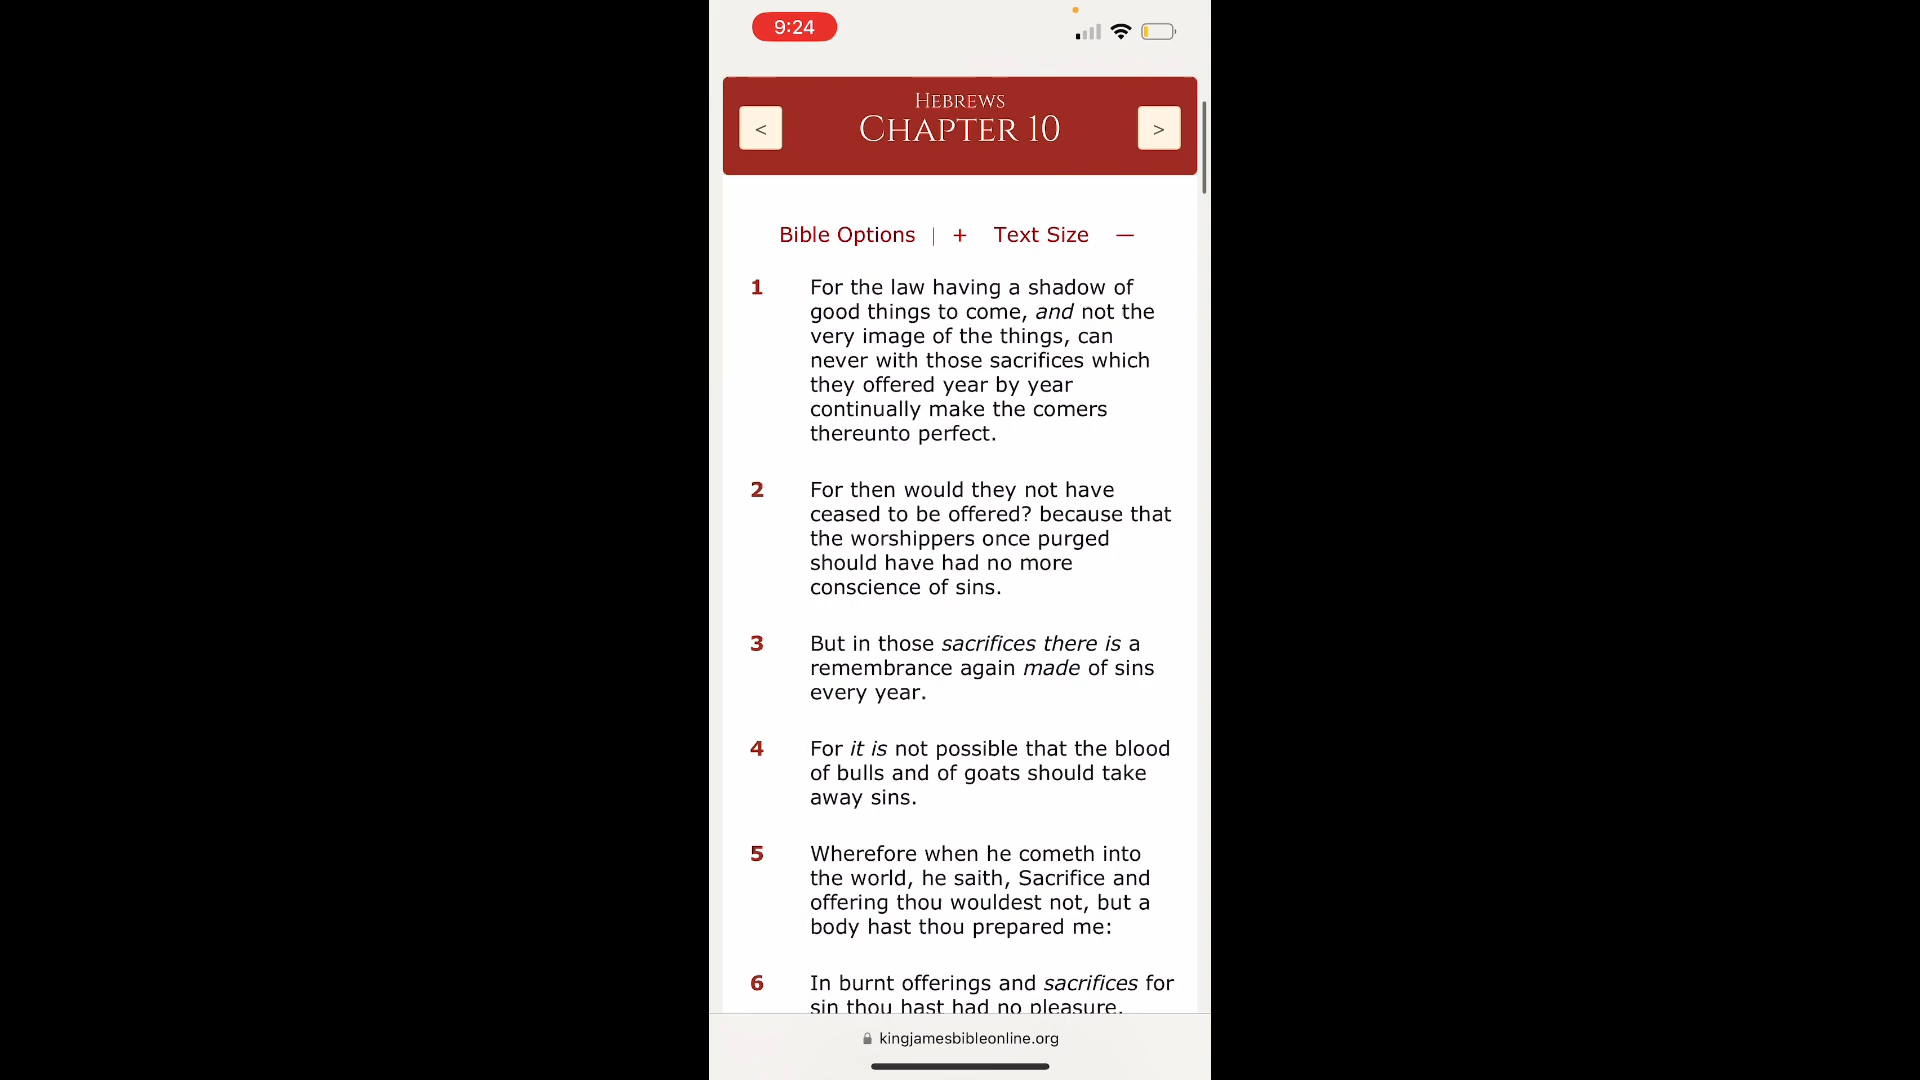 9:24
HEBREWS
CHAPTER 10
<
>
Bible Options | + Text Size —
1 For the law having a shadow of
good things to come, and not the
very image of the things, can
never with those sacrifices which
they offered year by year
continually make the comers
thereunto perfect.
2 For then would they not have
ceased to be offered? because that
the worshippers once purged
should have had no more
conscience of sins.
3 But in those sacrifices there is a
remembrance again made of sins
every year.
4 For it is not possible that the blood
of bulls and of goats should take
away sins.
5 Wherefore when he cometh into
the world, he saith, Sacrifice and
offering thou wouldest not, but a
body hast thou prepared me:
6 In burnt offerings and sacrifices for
sin thou hast had no pleasure.
kingjamesbibleonline.org